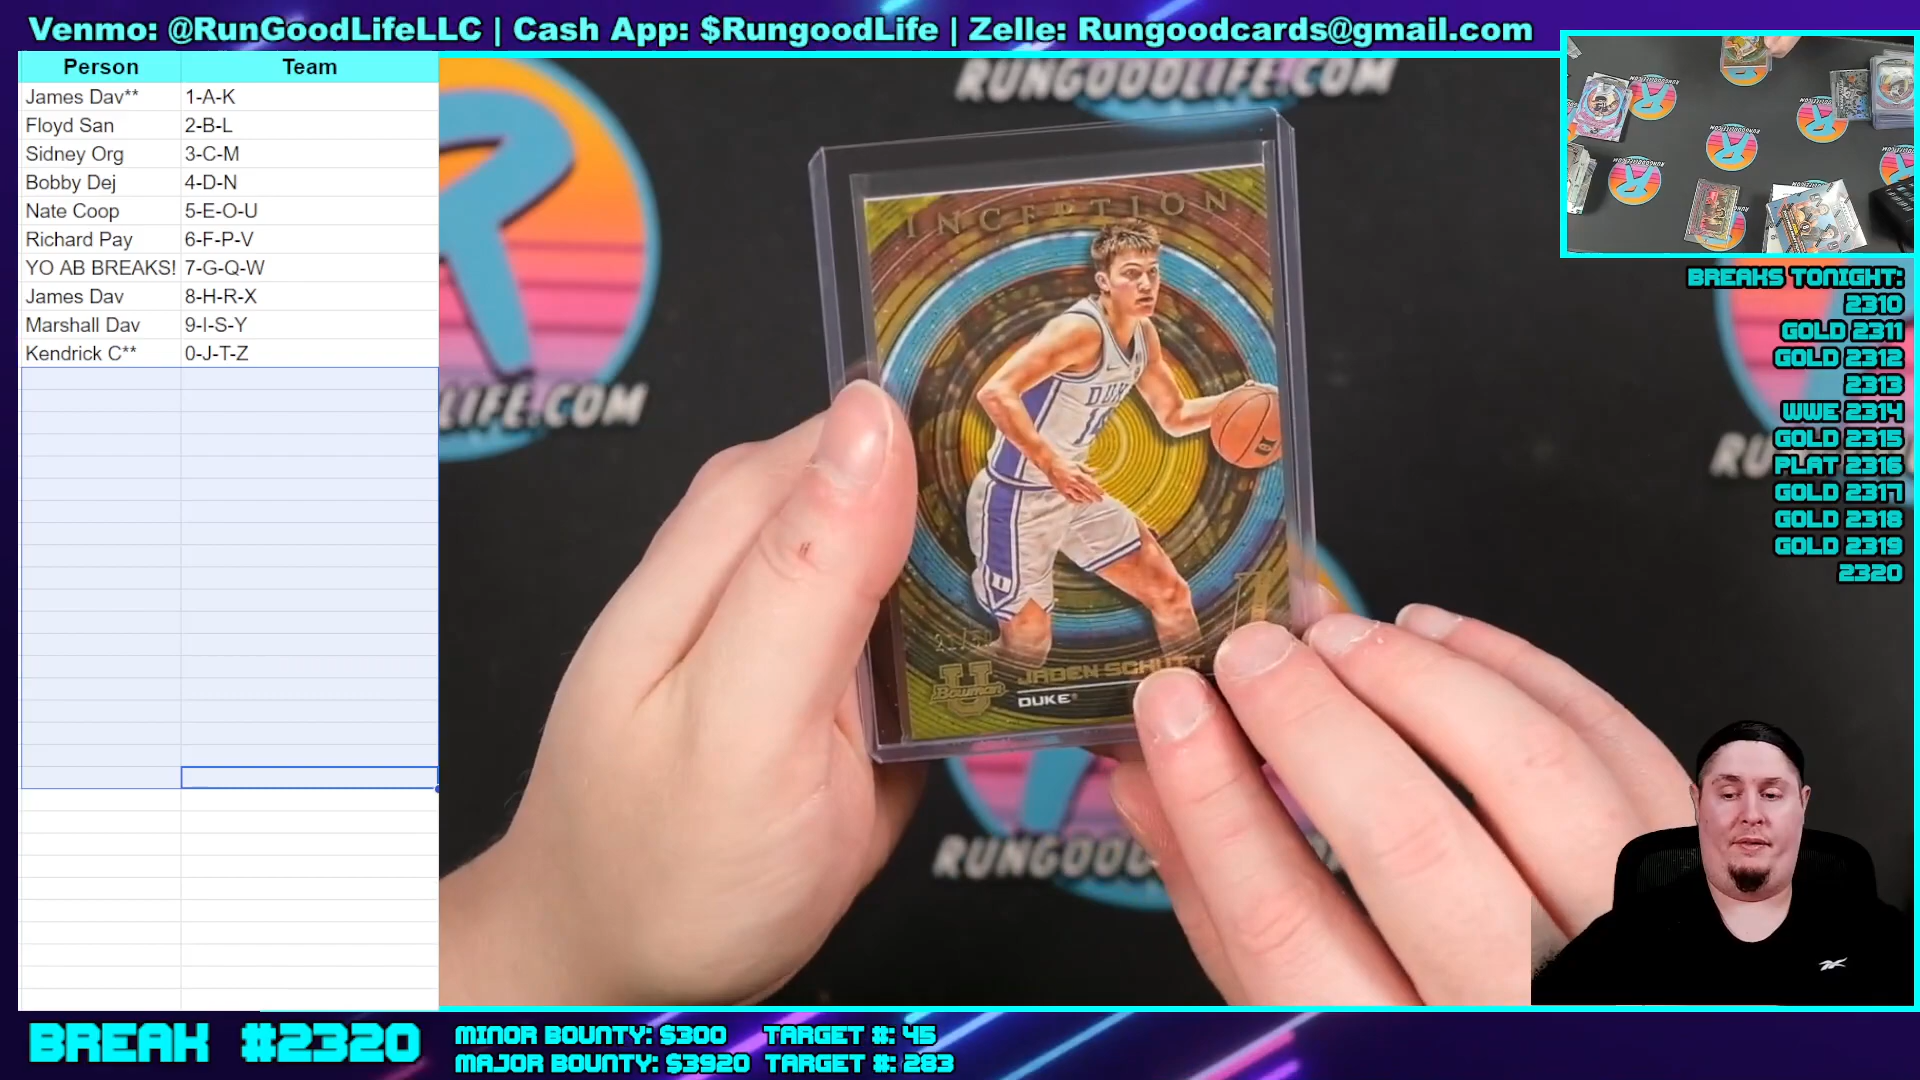 Venmo: @RunGoodLifeLLC | Cash App: $RungoodLife | Zelle: Rungoodcards@gmail.com
Person Team
James Dav** 1-A-K
Floyd San 2-B-L
Sidney Org 3-C-M
Bobby Dej 4-D-N
Nate Coop 5-E-O-U
Richard Pay 6-F-P-V
YO AB BREAKS! 7-G-Q-W
James Dav 8-H-R-X
Marshall Dav 9-I-S-Y
Kendrick C** 0-J-T-Z
RUNGOODLIFE.COM
LIFE.COM
INCEPTION
DUKE
JADEN SCHUTT
Bowman
DUKE
RUNGOOD
BREAKS TONIGHT:
2310
GOLD 2311
GOLD 2312
2313
WWE 2314
GOLD 2315
PLAT 2316
GOLD 2317
GOLD 2318
GOLD 2319
2320
BREAK #2320
MINOR BOUNTY: $300 TARGET #: 45
MAJOR BOUNTY: $3920 TARGET #: 283